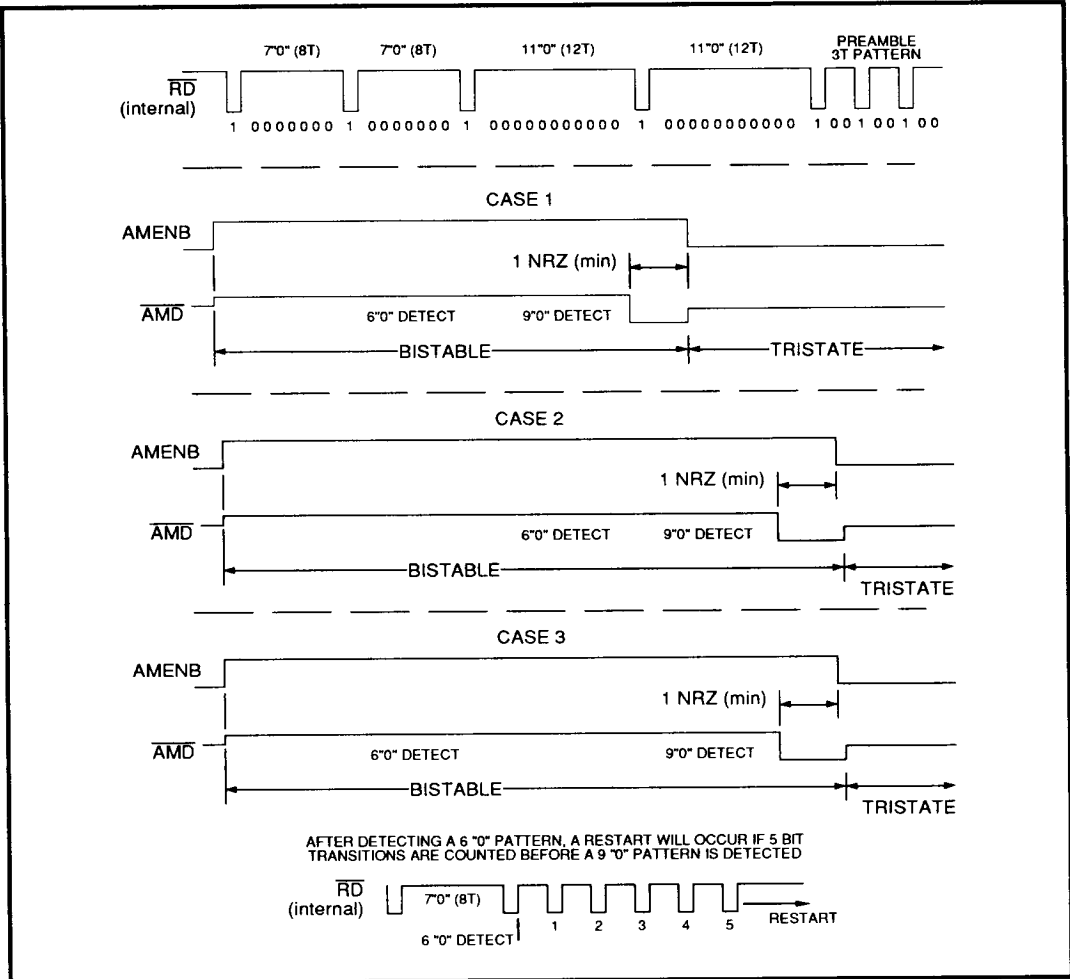 PREAMBLE
7"0" (8T) 7"0" (8T) 11"0" (12T) 11"0" (12T) 3T PATTERN
RD
(internal)
1 0000000 1 0000000 1 00000000000 1 00000000000 1 0 0 1 0 0 1 0 0
CASE 1
AMENB
1 NRZ (min)
AMD
6"0" DETECT 9"0" DETECT
BISTABLE TRISTATE
CASE 2
AMENB
1 NRZ (min)
AMD
6"0" DETECT 9"0" DETECT
BISTABLE
TRISTATE
CASE 3
AMENB
1 NRZ (min)
AMD
6"0" DETECT 9"0" DETECT
BISTABLE
TRISTATE
AFTER DETECTING A 6 "0" PATTERN, A RESTART WILL OCCUR IF 5 BIT
TRANSITIONS ARE COUNTED BEFORE A 9 "0" PATTERN IS DETECTED
RD
(internal)
7"0" (8T)
1 2 3 4 5
RESTART
6 "0" DETECT